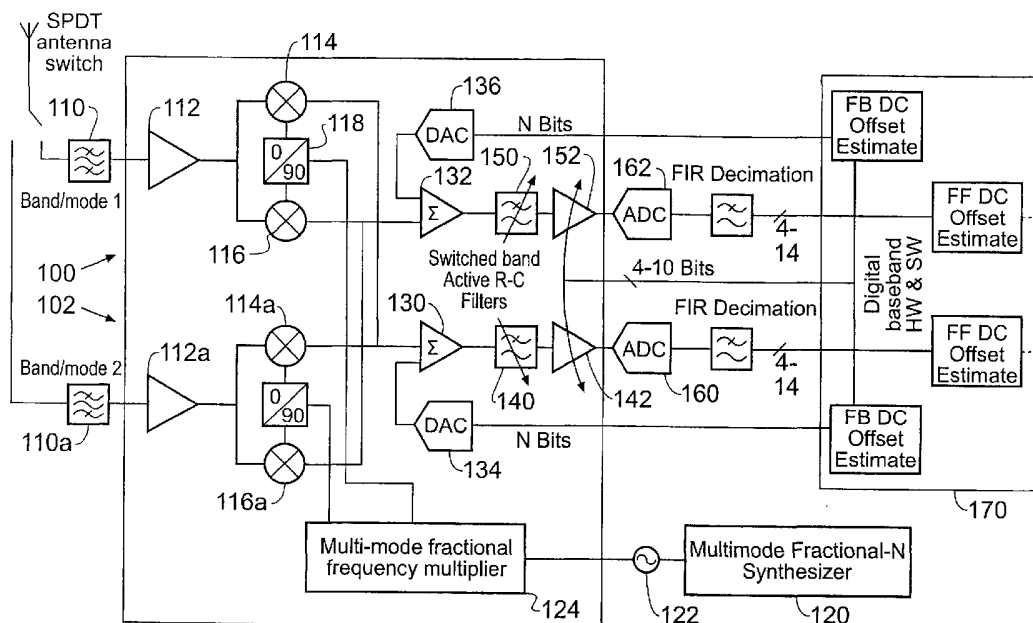 SPDT
antenna
switch
110
112
114
118
0
90
116
Band/mode 1
100
102
Band/mode 2
110a
112a
114a
0
90
116a
136
DAC
N Bits
132
Σ
150
152
162
ADC
FIR Decimation
4-
14
Switched band
Active R-C
Filters
4-10 Bits
130
Σ
140
142
ADC
160
FIR Decimation
4-
14
DAC
134
N Bits
FB DC
Offset
Estimate
FF DC
Offset
Estimate
Digital
baseband
HW & SW
FF DC
Offset
Estimate
FB DC
Offset
Estimate
170
Multi-mode fractional
frequency multiplier
124
122
Multimode Fractional-N
Synthesizer
120